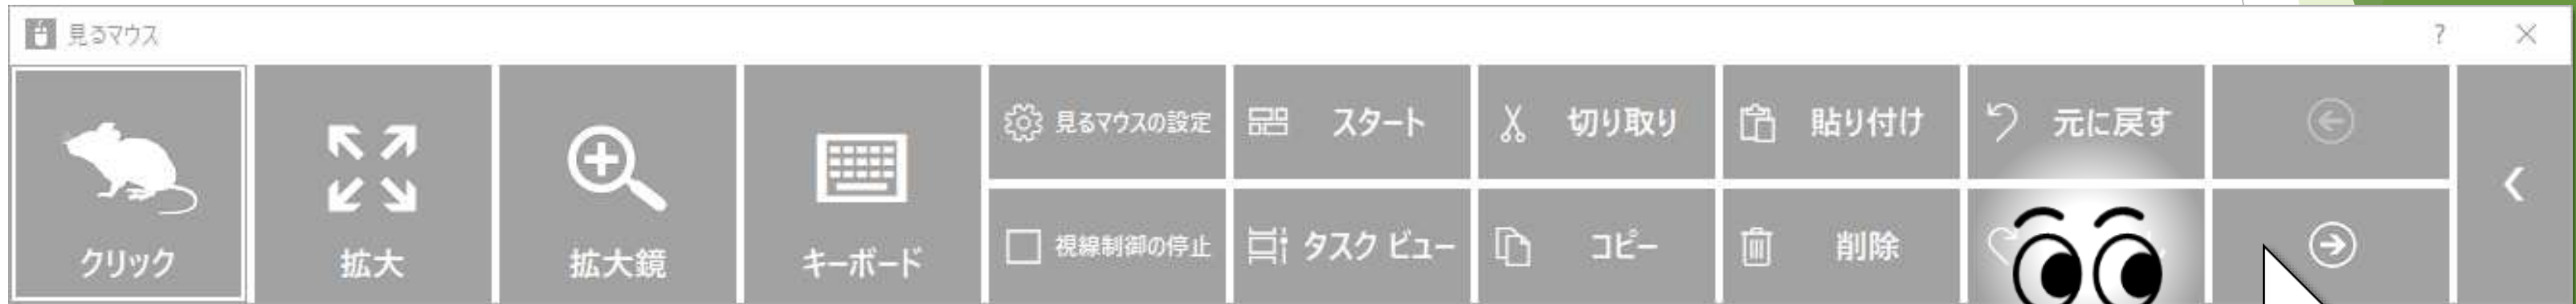 見るマウス
?
クリック
拡大
拡大鏡
キーボード
見るマウスの設定
スタート
切り取り
貼り付け
元に戻す
視線制御の停止
タスク ビュー
コピー
削除